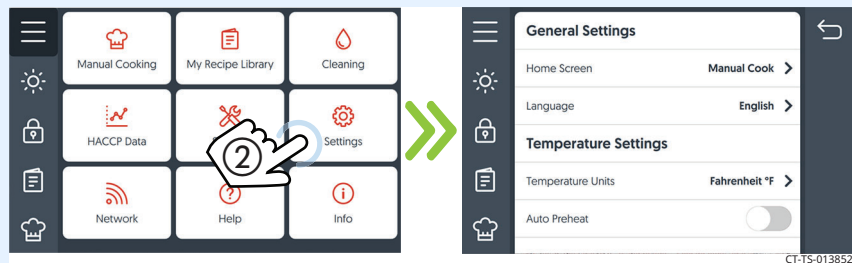 Manual Cooking
My Recipe Library
Cleaning
HACCP Data
Settings
2
Network
Help
Info
General Settings
Home Screen Manual Cook
Language English
Temperature Settings
Temperature Units Fahrenheit °F
Auto Preheat
CT-TS-013852